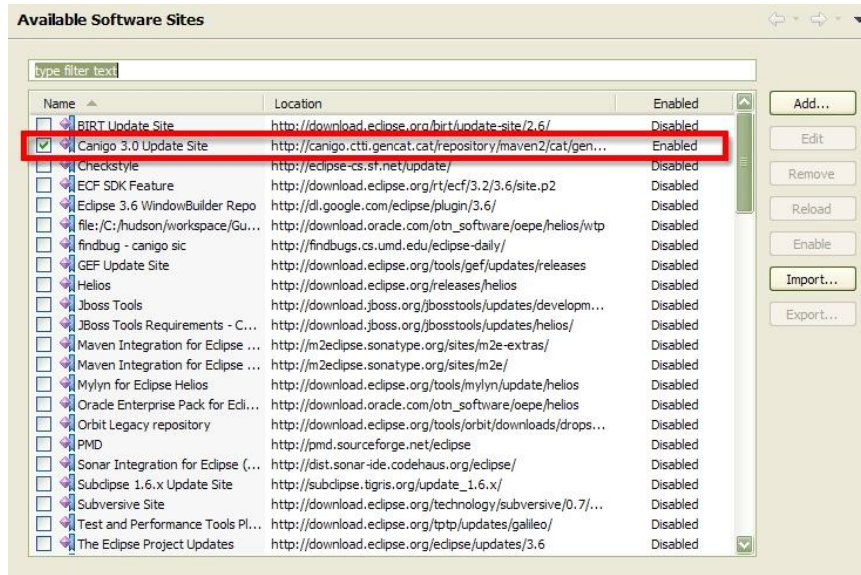 Available Software Sites
type filter text
Name Location Enabled
BIRT Update Site http://download.eclipse.org/birt/update-site/2.6/ Disabled
Canigo 3.0 Update Site http://canigo.ctti.gencat.cat/repository/maven2/cat/gen... Enabled
Checkstyle http://eclipse-cs.sf.net/update/ Disabled
ECF SDK Feature http://download.eclipse.org/rt/ecf/3.2/3.6/site.p2 Disabled
Eclipse 3.6 WindowBuilder Repo http://dl.google.com/eclipse/plugin/3.6/ Disabled
file:/C:/hudson/workspace/Gu... http://download.oracle.com/otn_software/oepe/helios/wtp Disabled
findbug - canigo sic http://findbugs.cs.umd.edu/eclipse-daily/ Disabled
GEF Update Site http://download.eclipse.org/tools/gef/updates/releases Disabled
Helios http://download.eclipse.org/releases/helios Disabled
Jboss Tools http://download.jboss.org/jbosstools/updates/developm... Disabled
JBoss Tools Requirements - C... http://download.jboss.org/jbosstools/updates/helios/ Disabled
Maven Integration for Eclipse ... http://m2eclipse.sonatype.org/sites/m2e-extras/ Disabled
Maven Integration for Eclipse ... http://m2eclipse.sonatype.org/sites/m2e/ Disabled
Mylyn for Eclipse Helios http://download.eclipse.org/tools/mylyn/update/helios Disabled
Oracle Enterprise Pack for Ecli... http://download.oracle.com/otn_software/oepe/helios Disabled
Orbit Legacy repository http://download.eclipse.org/tools/orbit/downloads/drops... Disabled
PMD http://pmd.sourceforge.net/eclipse Disabled
Sonar Integration for Eclipse (... http://dist.sonar-ide.codehaus.org/eclipse/ Disabled
Subclipse 1.6.x Update Site http://subclipse.tigris.org/update_1.6.x/ Disabled
Subversive Site http://download.eclipse.org/technology/subversive/0.7/... Disabled
Test and Performance Tools Pl... http://download.eclipse.org/tptp/updates/galileo/ Disabled
The Eclipse Project Updates http://download.eclipse.org/eclipse/updates/3.6 Disabled
Add...
Edit
Remove
Reload
Enable
Import...
Export...